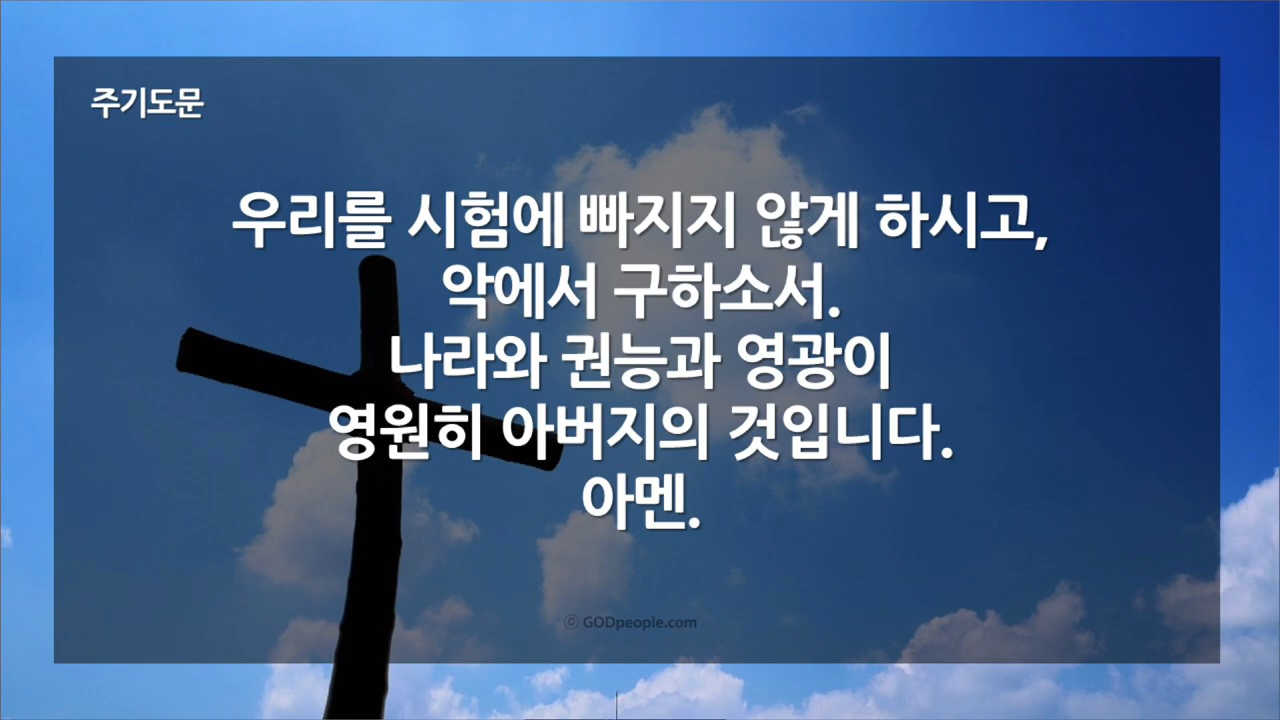 주기도문
우리를 시험에 빠지지 않게 하시고,
악에서 구하소서.
나라와 권능과 영광이
영원히 아버지의 것입니다.
아멘.
ⓒ GODpeople.com